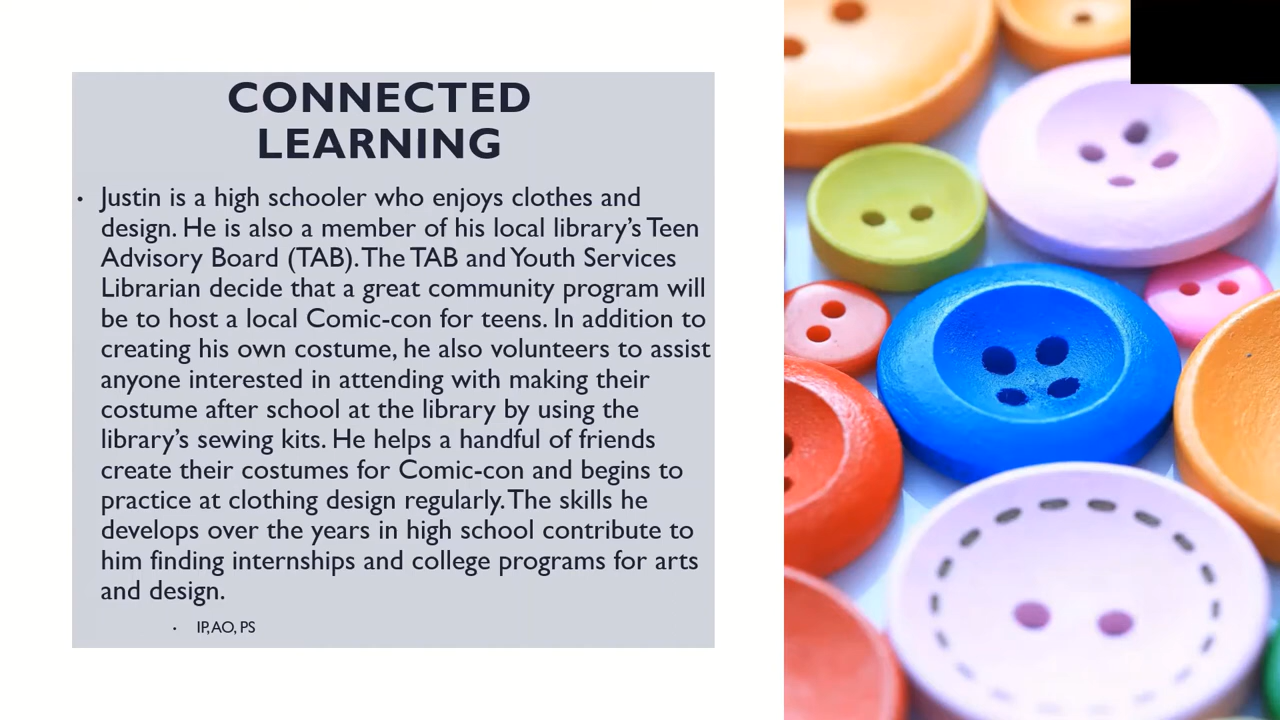 CONNECTED
LEARNING
• Justin is a high schooler who enjoys clothes and
design. He is also a member of his local library’s Teen
Advisory Board (TAB). The TAB and Youth Services
Librarian decide that a great community program will
be to host a local Comic-con for teens. In addition to
creating his own costume, he also volunteers to assist
anyone interested in attending with making their
costume after school at the library by using the
library’s sewing kits. He helps a handful of friends
create their costumes for Comic-con and begins to
practice at clothing design regularly. The skills he
develops over the years in high school contribute to
him finding internships and college programs for arts
and design.
• IP, AO, PS